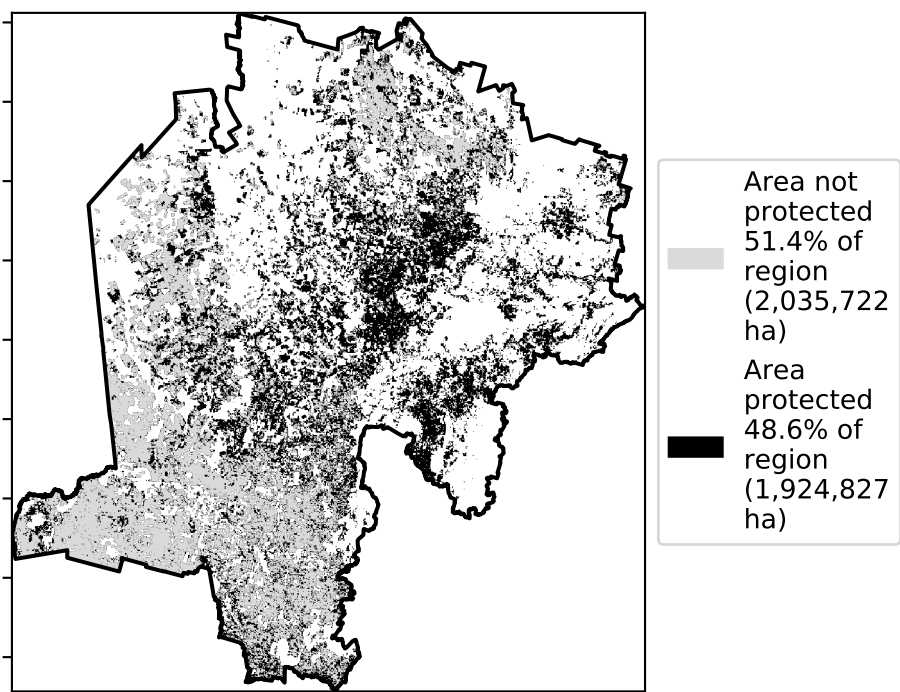 Area not
protected
51.4% of
region
(2,035,722
ha)
Area
protected
48.6% of
region
(1,924,827
ha)